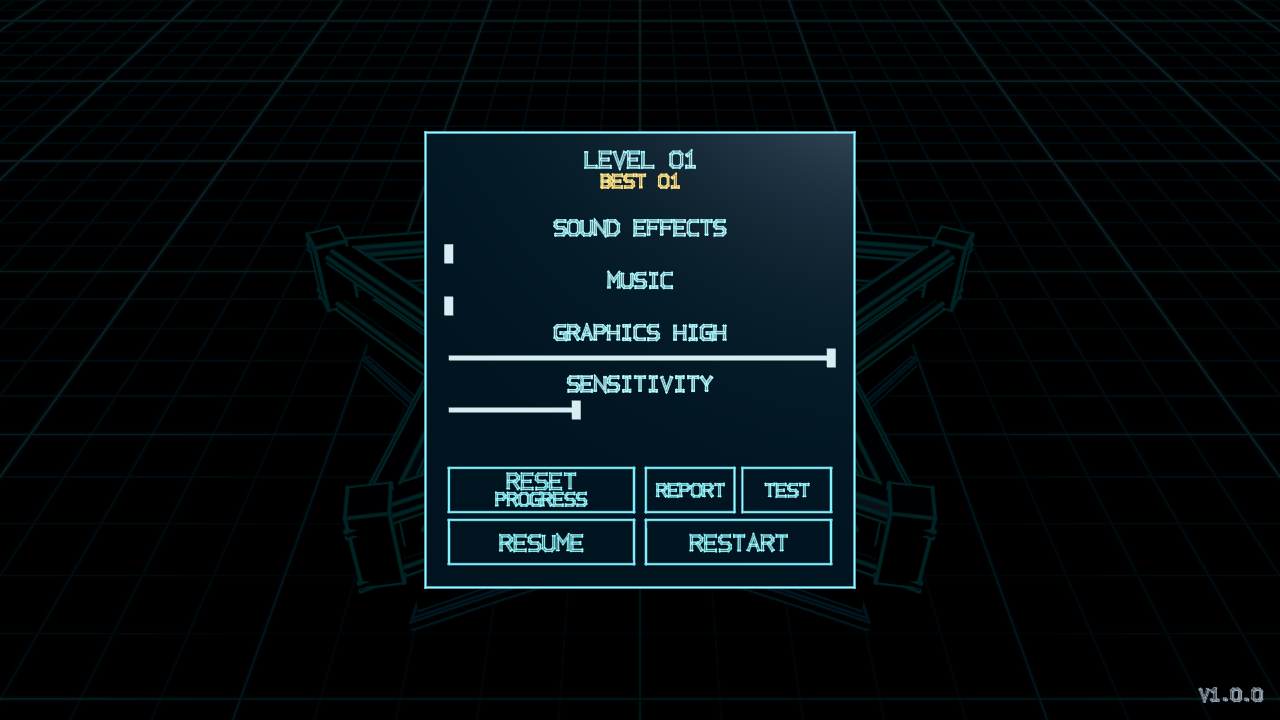 LEVEL 01
BEST 01
SOUND EFFECTS
MUSIC
GRAPHICS HIGH
SENSITIVITY
RESET
PROGRESS
REPORT
TEST
RESUME
RESTART
V1.0.0